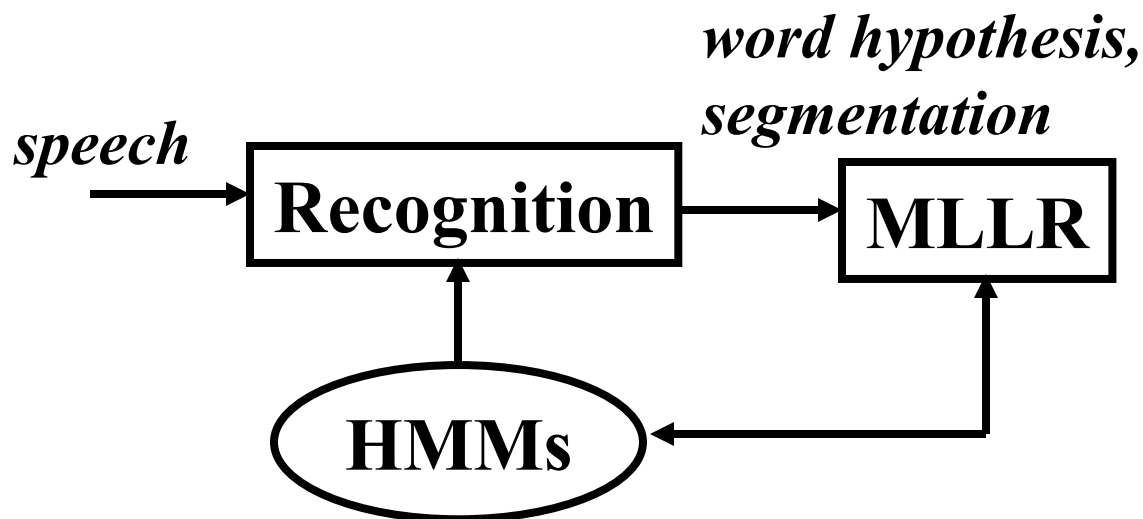 word hypothesis,
segmentation
speech
Recognition
MLLR
HMMs